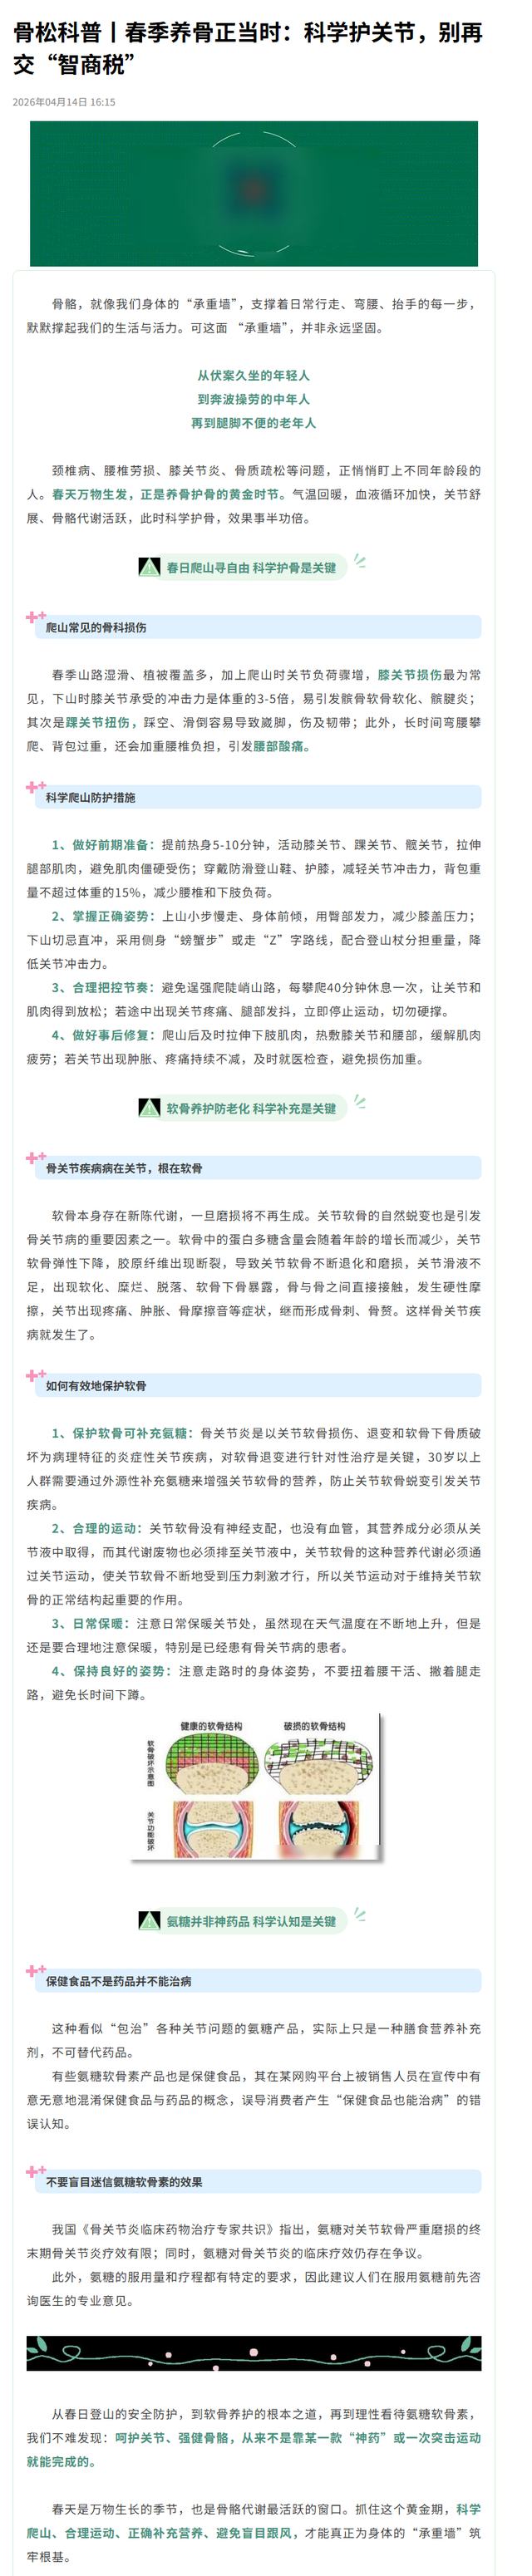 骨松科普丨春季养骨正当时：科学护关节，别再
交“智商税”
2026年04月14日 16:15
骨骼，就像我们身体的“承重墙”，支撑着日常行走、弯腰、抬手的每一步，
默默撑起我们的生活与活力。可这面 “承重墙”，并非永远坚固。
从伏案久坐的年轻人
到奔波操劳的中年人
再到腿脚不便的老年人
颈椎病、腰椎劳损、膝关节炎、骨质疏松等问题，正悄悄盯上不同年龄段的
人。春天万物生发，正是养骨护骨的黄金时节。气温回暖，血液循环加快，关节舒
展、骨骼代谢活跃，此时科学护骨，效果事半功倍。
春日爬山寻自由 科学护骨是关键
爬山常见的骨科损伤
春季山路湿滑、植被覆盖多，加上爬山时关节负荷骤增，膝关节损伤最为常
见，下山时膝关节承受的冲击力是体重的3-5倍，易引发髌骨软骨软化、髌腱炎；
其次是踝关节扭伤，踩空、滑倒容易导致崴脚，伤及韧带；此外，长时间弯腰攀
爬、背包过重，还会加重腰椎负担，引发腰部酸痛。
科学爬山防护措施
1、做好前期准备：提前热身5-10分钟，活动膝关节、踝关节、髋关节，拉伸
腿部肌肉，避免肌肉僵硬受伤；穿戴防滑登山鞋、护膝，减轻关节冲击力，背包重
量不超过体重的15%，减少腰椎和下肢负荷。
2、掌握正确姿势：上山小步慢走、身体前倾，用臀部发力，减少膝盖压力；
下山切忌直冲，采用侧身“螃蟹步”或走“Z”字路线，配合登山杖分担重量，降
低关节冲击力。
3、合理把控节奏：避免逞强爬陡峭山路，每攀爬40分钟休息一次，让关节和
肌肉得到放松；若途中出现关节疼痛、腿部发抖，立即停止运动，切勿硬撑。
4、做好事后修复：爬山后及时拉伸下肢肌肉，热敷膝关节和腰部，缓解肌肉
疲劳；若关节出现肿胀、疼痛持续不减，及时就医检查，避免损伤加重。
软骨养护防老化 科学补充是关键
骨关节疾病病在关节，根在软骨
软骨本身存在新陈代谢，一旦磨损将不再生成。关节软骨的自然蜕变也是引发
骨关节病的重要因素之一。软骨中的蛋白多糖含量会随着年龄的增长而减少，关节
软骨弹性下降，胶原纤维出现断裂，导致关节软骨不断退化和磨损，关节滑液不
足，出现软化、糜烂、脱落、软骨下骨暴露，骨与骨之间直接接触，发生硬性摩
擦，关节出现疼痛、肿胀、骨摩擦音等症状，继而形成骨刺、骨赘。这样骨关节疾
病就发生了。
如何有效地保护软骨
1、保护软骨可补充氨糖：骨关节炎是以关节软骨损伤、退变和软骨下骨质破
坏为病理特征的炎症性关节疾病，对软骨退变进行针对性治疗是关键，30岁以上
人群需要通过外源性补充氨糖来增强关节软骨的营养，防止关节软骨蜕变引发关节
疾病。
2、合理的运动：关节软骨没有神经支配，也没有血管，其营养成分必须从关
节液中取得，而其代谢废物也必须排至关节液中，关节软骨的这种营养代谢必须通
过关节运动，使关节软骨不断地受到压力刺激才行，所以关节运动对于维持关节软
骨的正常结构起重要的作用。
3、日常保暖：注意日常保暖关节处，虽然现在天气温度在不断地上升，但是
还是要合理地注意保暖，特别是已经患有骨关节病的患者。
4、保持良好的姿势：注意走路时的身体姿势，不要扭着腰干活、撇着腿走
路，避免长时间下蹲。
健康的软骨结构 破损的软骨结构
软骨破坏示意图
关节功能破坏
氨糖并非神药品 科学认知是关键
保健食品不是药品并不能治病
这种看似“包治”各种关节问题的氨糖产品，实际上只是一种膳食营养补充
剂，不可替代药品。
有些氨糖软骨素产品也是保健食品，其在某网购平台上被销售人员在宣传中有
意无意地混淆保健食品与药品的概念，误导消费者产生“保健食品也能治病”的错
误认知。
不要盲目迷信氨糖软骨素的效果
我国《骨关节炎临床药物治疗专家共识》指出，氨糖对关节软骨严重磨损的终
末期骨关节炎疗效有限；同时，氨糖对骨关节炎的临床疗效仍存在争议。
此外，氨糖的服用量和疗程都有特定的要求，因此建议人们在服用氨糖前先咨
询医生的专业意见。
从春日登山的安全防护，到软骨养护的根本之道，再到理性看待氨糖软骨素，
我们不难发现：呵护关节、强健骨骼，从来不是靠某一款“神药”或一次突击运动
就能完成的。
春天是万物生长的季节，也是骨骼代谢最活跃的窗口。抓住这个黄金期，科学
爬山、合理运动、正确补充营养、避免盲目跟风，才能真正为身体的“承重墙”筑
牢根基。